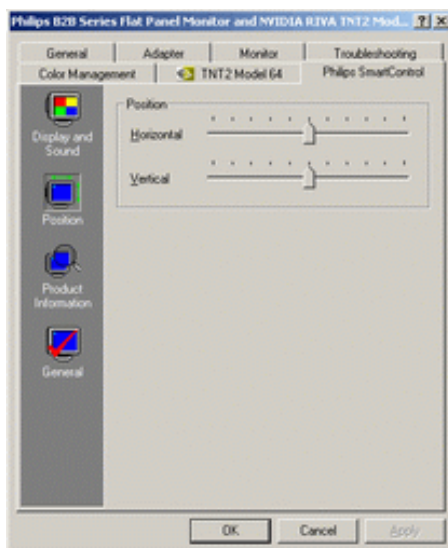 Philips B2B Series Flat Panel Monitor and NVIDIA RIVA TNT2 Mod...
General Adapter Monitor Troubleshooting
Color Management TNT2 Model 64 Philips SmartControl
Display and
Sound
Position
Product
Information
General
Position
Horizontal
Vertical
OK Cancel Apply